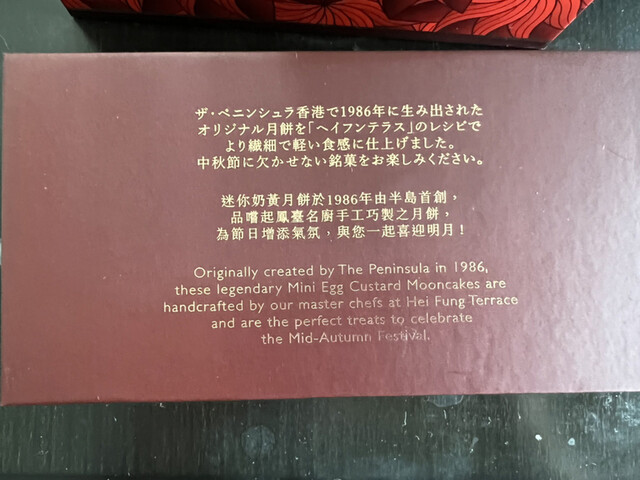 ザ・ペニンシュラ香港で1986年に生み出された
オリジナル月餅を「ヘイフンテラス」のレシピで
より繊細で軽い食感に仕上げました。
中秋節に欠かせない銘菓をお楽しみください。
迷你奶黃月餅於1986年由半島首創，
品嚐起鳳臺名廚手工巧製之月餅，
為節日增添氣氛，與您一起喜迎明月！
Originally created by The Peninsula in 1986,
these legendary Mini Egg Custard Mooncakes are
handcrafted by our master chefs at Hei Fung Terrace
and are the perfect treats to celebrate
the Mid-Autumn Festival.